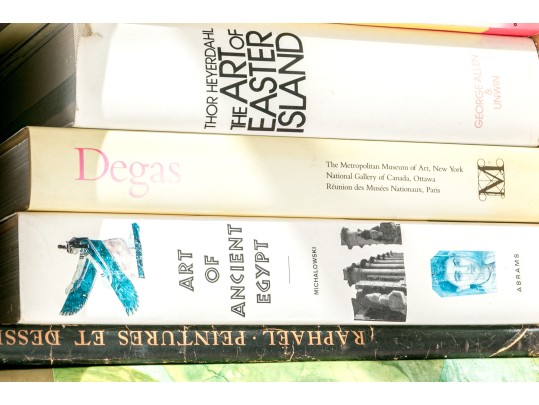 THOR HEYERDAHL
THE ART OF
EASTER
ISLAND
GEORGE ALLEN
&
UNWIN
Degas
The Metropolitan Museum of Art, New York
National Gallery of Canada, Ottawa
Réunion des Musées Nationaux, Paris
M
ART
OF
ANCIENT
EGYPT
MICHALOWSKI
ABRAMS
RAPHAEL · PEINTURES ET DESSI